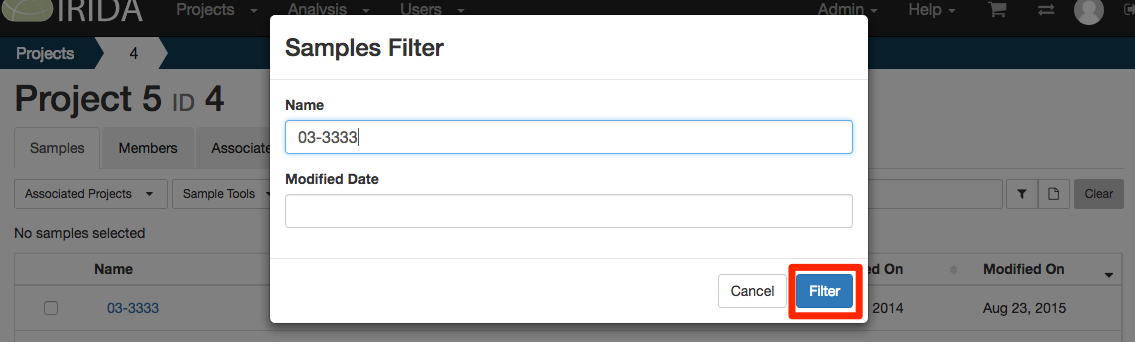 IRIDA Projects Analysis Users Admin Help
Projects 4
Samples Filter
Project 5 ID 4
Name
03-3333
Samples Members Associate
Modified Date
Associated Projects Sample Tools Clear
No samples selected
Name ed On Modified On
Cancel Filter
03-3333 2014 Aug 23, 2015